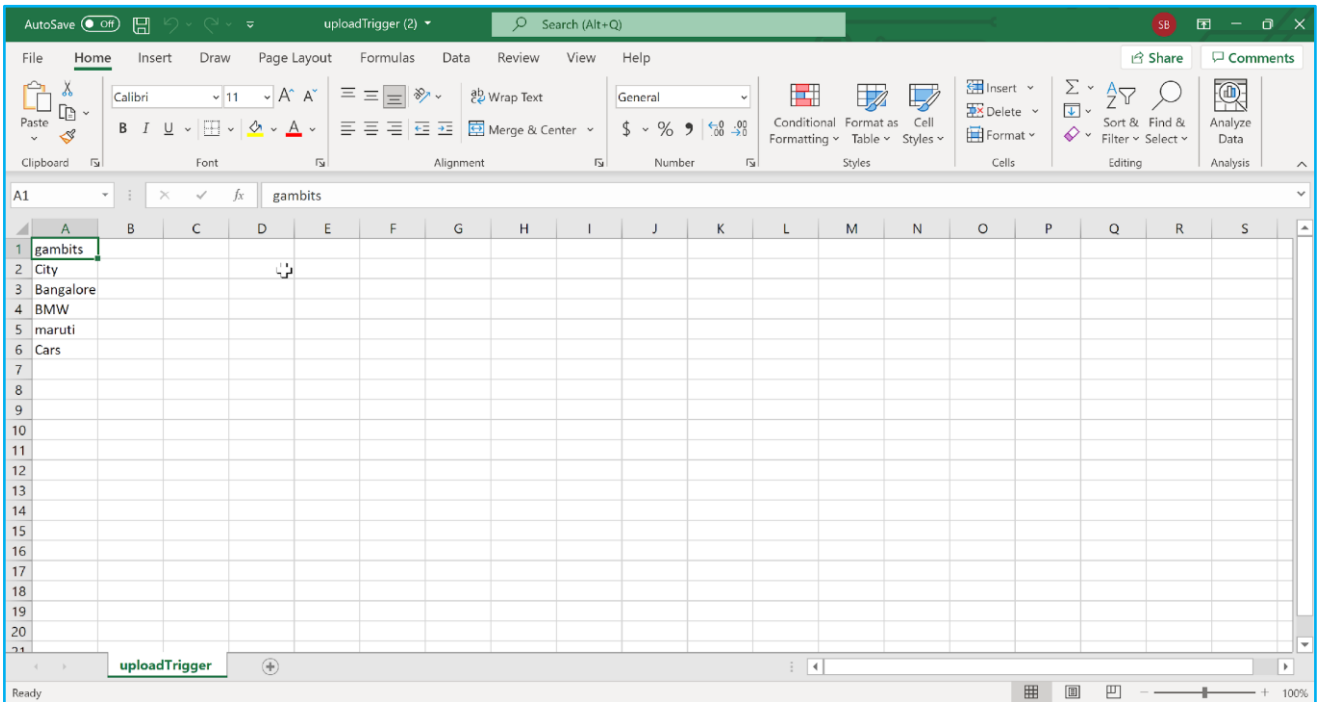 AutoSave Off uploadTrigger (2) Search (Alt+Q) SB
File Home Insert Draw Page Layout Formulas Data Review View Help Share Comments
Paste Calibri 11 A^ A˅ B I U A ab Wrap Text Merge & Center General $ % 9 .00 Conditional Formatting Format as Table Cell Styles Insert Delete Format Σ Sort & Filter Find & Select Analyze Data
Clipboard Font Alignment Number Styles Cells Editing Analysis
A1 fx gambits
A B C D E F G H I J K L M N O P Q R S
1 gambits
2 City
3 Bangalore
4 BMW
5 maruti
6 Cars
7
8
9
10
11
12
13
14
15
16
17
18
19
20
21
uploadTrigger
Ready 100%